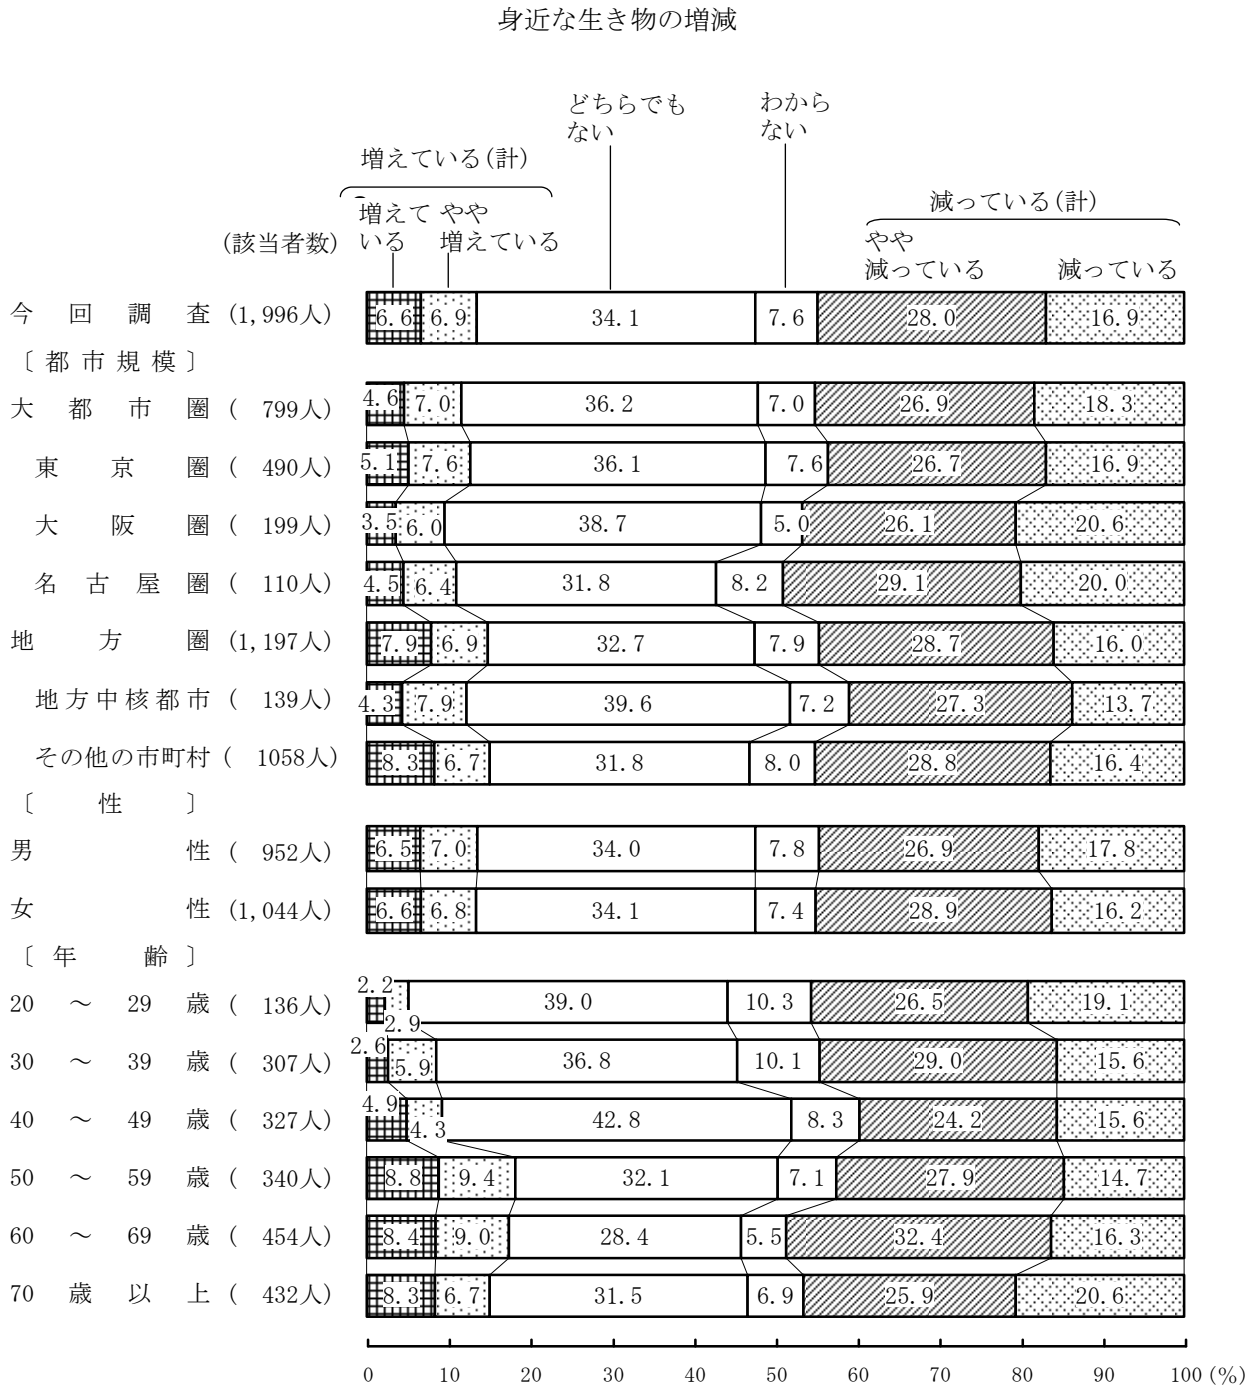 身近な生き物の増減
どちらでも
ない
わから
ない
増えている(計)
減っている(計)
増えて
いる
やや
増えている
やや
減っている
減っている
(該当者数)
今回調査 (1,996人) 6.6 6.9 34.1 7.6 28.0 16.9
〔都市規模〕
大都市圏 ( 799人) 4.6 7.0 36.2 7.0 26.9 18.3
東京圏 ( 490人) 5.1 7.6 36.1 7.6 26.7 16.9
大阪圏 ( 199人) 3.5 6.0 38.7 5.0 26.1 20.6
名古屋圏 ( 110人) 4.5 6.4 31.8 8.2 29.1 20.0
地方圏 (1,197人) 7.9 6.9 32.7 7.9 28.7 16.0
地方中核都市 ( 139人) 4.3 7.9 39.6 7.2 27.3 13.7
その他の市町村 ( 1058人) 8.3 6.7 31.8 8.0 28.8 16.4
〔性〕
男性 ( 952人) 6.5 7.0 34.0 7.8 26.9 17.8
女性 (1,044人) 6.6 6.8 34.1 7.4 28.9 16.2
〔年齢〕
20 ～ 29 歳 ( 136人) 2.2 2.9 39.0 10.3 26.5 19.1
30 ～ 39 歳 ( 307人) 2.6 5.9 36.8 10.1 29.0 15.6
40 ～ 49 歳 ( 327人) 4.9 4.3 42.8 8.3 24.2 15.6
50 ～ 59 歳 ( 340人) 8.8 9.4 32.1 7.1 27.9 14.7
60 ～ 69 歳 ( 454人) 8.4 9.0 28.4 5.5 32.4 16.3
70 歳以上 ( 432人) 8.3 6.7 31.5 6.9 25.9 20.6
0 10 20 30 40 50 60 70 80 90 100 (%)